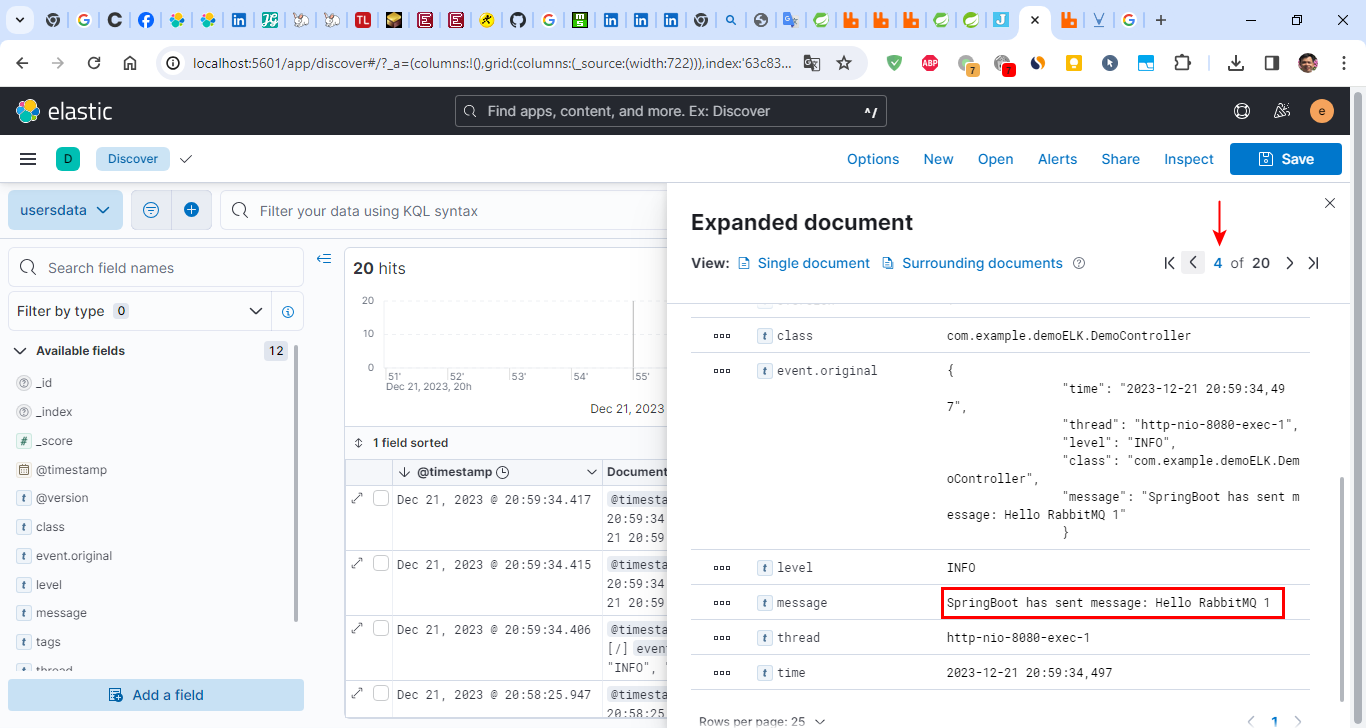 localhost:5601/app/discover#/?_a=(columns:!(),grid:(columns:(_source:(width:722))),index:'63c83...
ABP
7
elastic
Find apps, content, and more. Ex: Discover
^/
e
D
Discover
Options
New
Open
Alerts
Share
Inspect
Save
usersdata
Filter your data using KQL syntax
Search field names
Filter by type 0
Available fields 12
_id
_index
# _score
@timestamp
t @version
t class
t event.original
t level
t message
t tags
t thread
Add a field
20 hits
20
10
0
51' 52' 53' 54' 55'
Dec 21, 2023, 20h
Dec 21, 2023
1 field sorted
@timestamp Document
Dec 21, 2023 @ 20:59:34.417 @timesta
20:59:34
21 20:59
Dec 21, 2023 @ 20:59:34.415 @timesta
20:59:34
21 20:59
Dec 21, 2023 @ 20:59:34.406 @timesta
[/] even
"INFO", "
Dec 21, 2023 @ 20:58:25.947 @timesta
20:58:25
Expanded document
View: Single document Surrounding documents
4 of 20
t class com.example.demoELK.DemoController
t event.original {
"time": "2023-12-21 20:59:34,49
7",
"thread": "http-nio-8080-exec-1",
"level": "INFO",
"class": "com.example.demoELK.Dem
oController",
"message": "SpringBoot has sent m
essage: Hello RabbitMQ 1"
}
t level INFO
t message SpringBoot has sent message: Hello RabbitMQ 1
t thread http-nio-8080-exec-1
t time 2023-12-21 20:59:34,497
Rows per page: 25
1